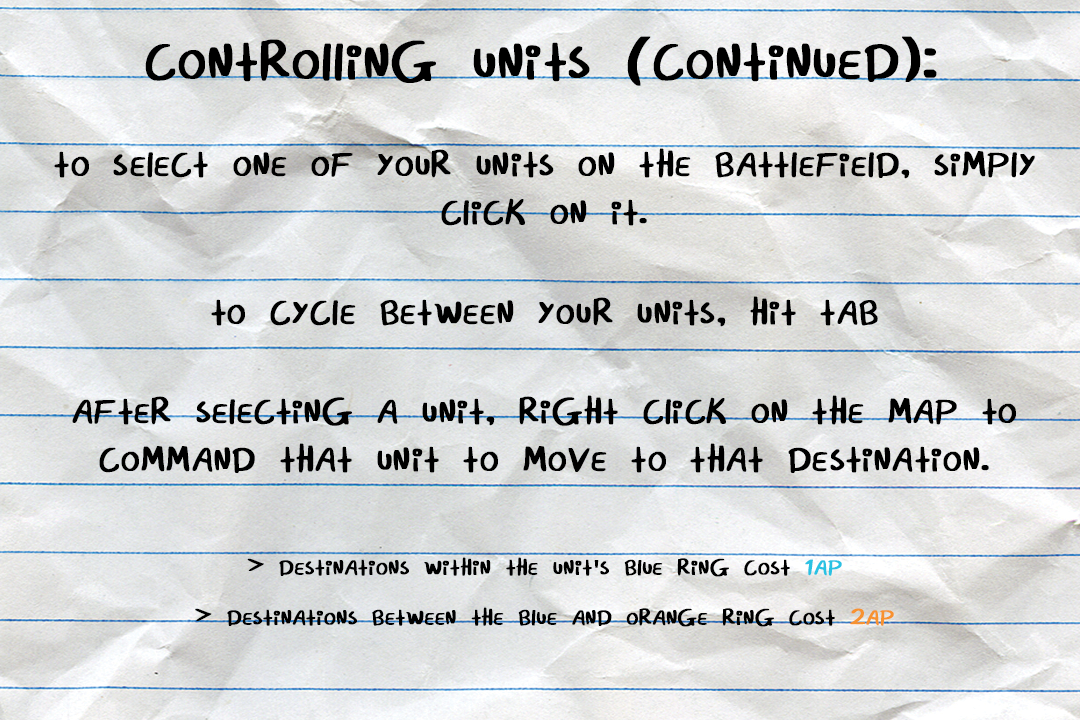 Controlling units (continued):
to select one of your units on the battlefield, simply
click on it.
to cycle between your units, hit tab
After selecting a unit, right click on the map to
command that unit to move to that destination.
> Destinations within the unit's blue ring cost 1AP
> Destinations between the blue and orange ring cost 2AP